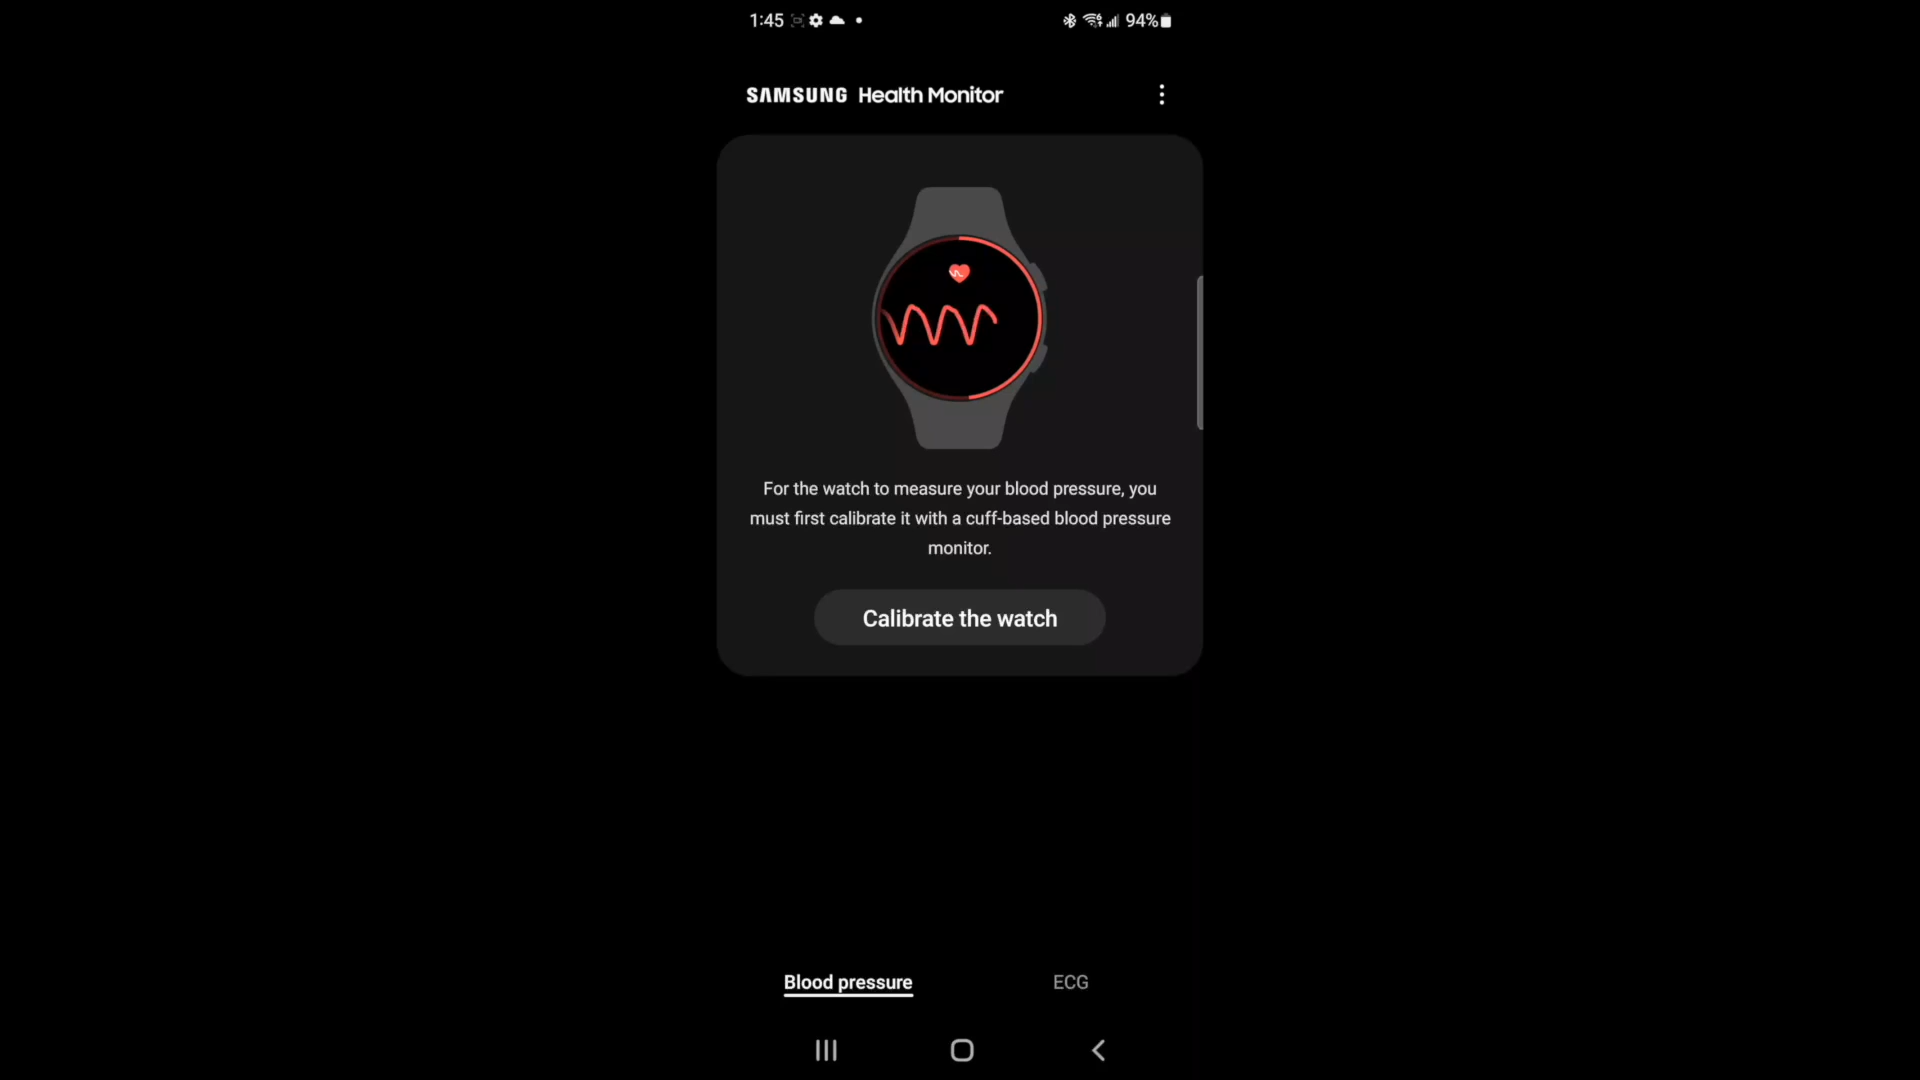 1:45 94%
SAMSUNG Health Monitor
For the watch to measure your blood pressure, you
must first calibrate it with a cuff-based blood pressure
monitor.
Calibrate the watch
Blood pressure ECG